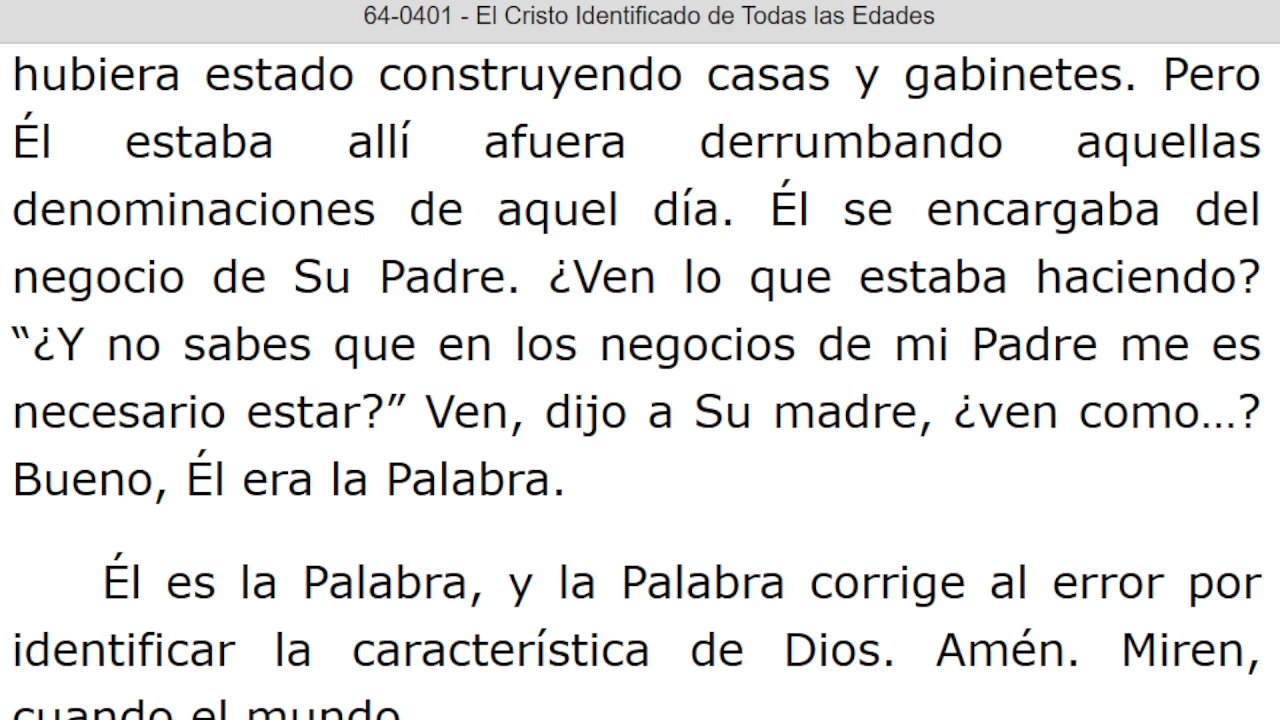 64-0401 - El Cristo Identificado de Todas las Edades
hubiera estado construyendo casas y gabinetes. Pero
Él estaba allí afuera derrumbando aquellas
denominaciones de aquel día. Él se encargaba del
negocio de Su Padre. ¿Ven lo que estaba haciendo?
“¿Y no sabes que en los negocios de mi Padre me es
necesario estar?” Ven, dijo a Su madre, ¿ven como...?
Bueno, Él era la Palabra.
Él es la Palabra, y la Palabra corrige al error por
identificar la característica de Dios. Amén. Miren,
cuando el mundo